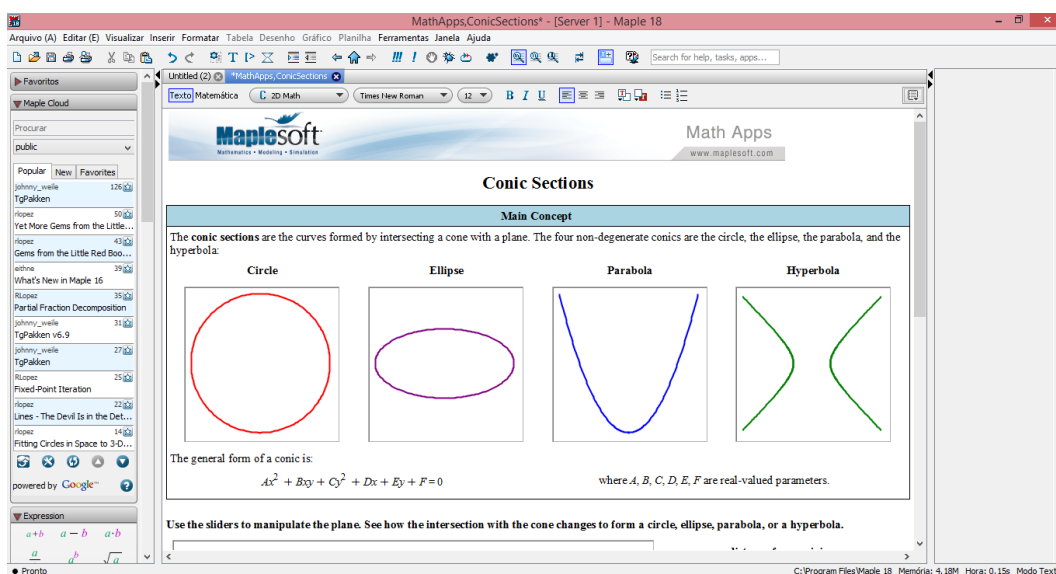 MathApps,ConicSections* - [Server 1] - Maple 18
Arquivo (A) Editar (E) Visualizar Inserir Formatar Tabela Desenho Gráfico Planilha Ferramentas Janela Ajuda
Search for help, tasks, apps...
Favoritos
Untitled (2) *MathApps,ConicSections
Texto Matemática C 2D Math Times New Roman 12 B I U
Maple Cloud
Procurar
public
Popular New Favorites
johnny_weile 126
TgPakken
rlopez 50
Yet More Gems from the Little...
rlopez 43
Gems from the Little Red Boo...
eithne 39
What's New in Maple 16
RLopez 35
Partial Fraction Decomposition
johnny_weile 31
TgPakken v6.9
johnny_weile 27
TgPakken
RLopez 25
Fixed-Point Iteration
rlopez 22
Lines - The Devil Is in the Det...
rlopez 14
Fitting Circles in Space to 3-D...
powered by Google™
Expression
a+b a − b a·b
a a^b √a
Maplesoft
Mathematics • Modeling • Simulation
Math Apps
www.maplesoft.com
Conic Sections
Main Concept
The conic sections are the curves formed by intersecting a cone with a plane. The four non-degenerate conics are the circle, the ellipse, the parabola, and the
hyperbola:
Circle Ellipse Parabola Hyperbola
The general form of a conic is:
Ax² + Bxy + Cy² + Dx + Ey + F = 0 where A, B, C, D, E, F are real-valued parameters.
Use the sliders to manipulate the plane. See how the intersection with the cone changes to form a circle, ellipse, parabola, or a hyperbola.
Pronto
C:\Program Files\Maple 18 Memória: 4.18M Hora: 0.15s Modo Text